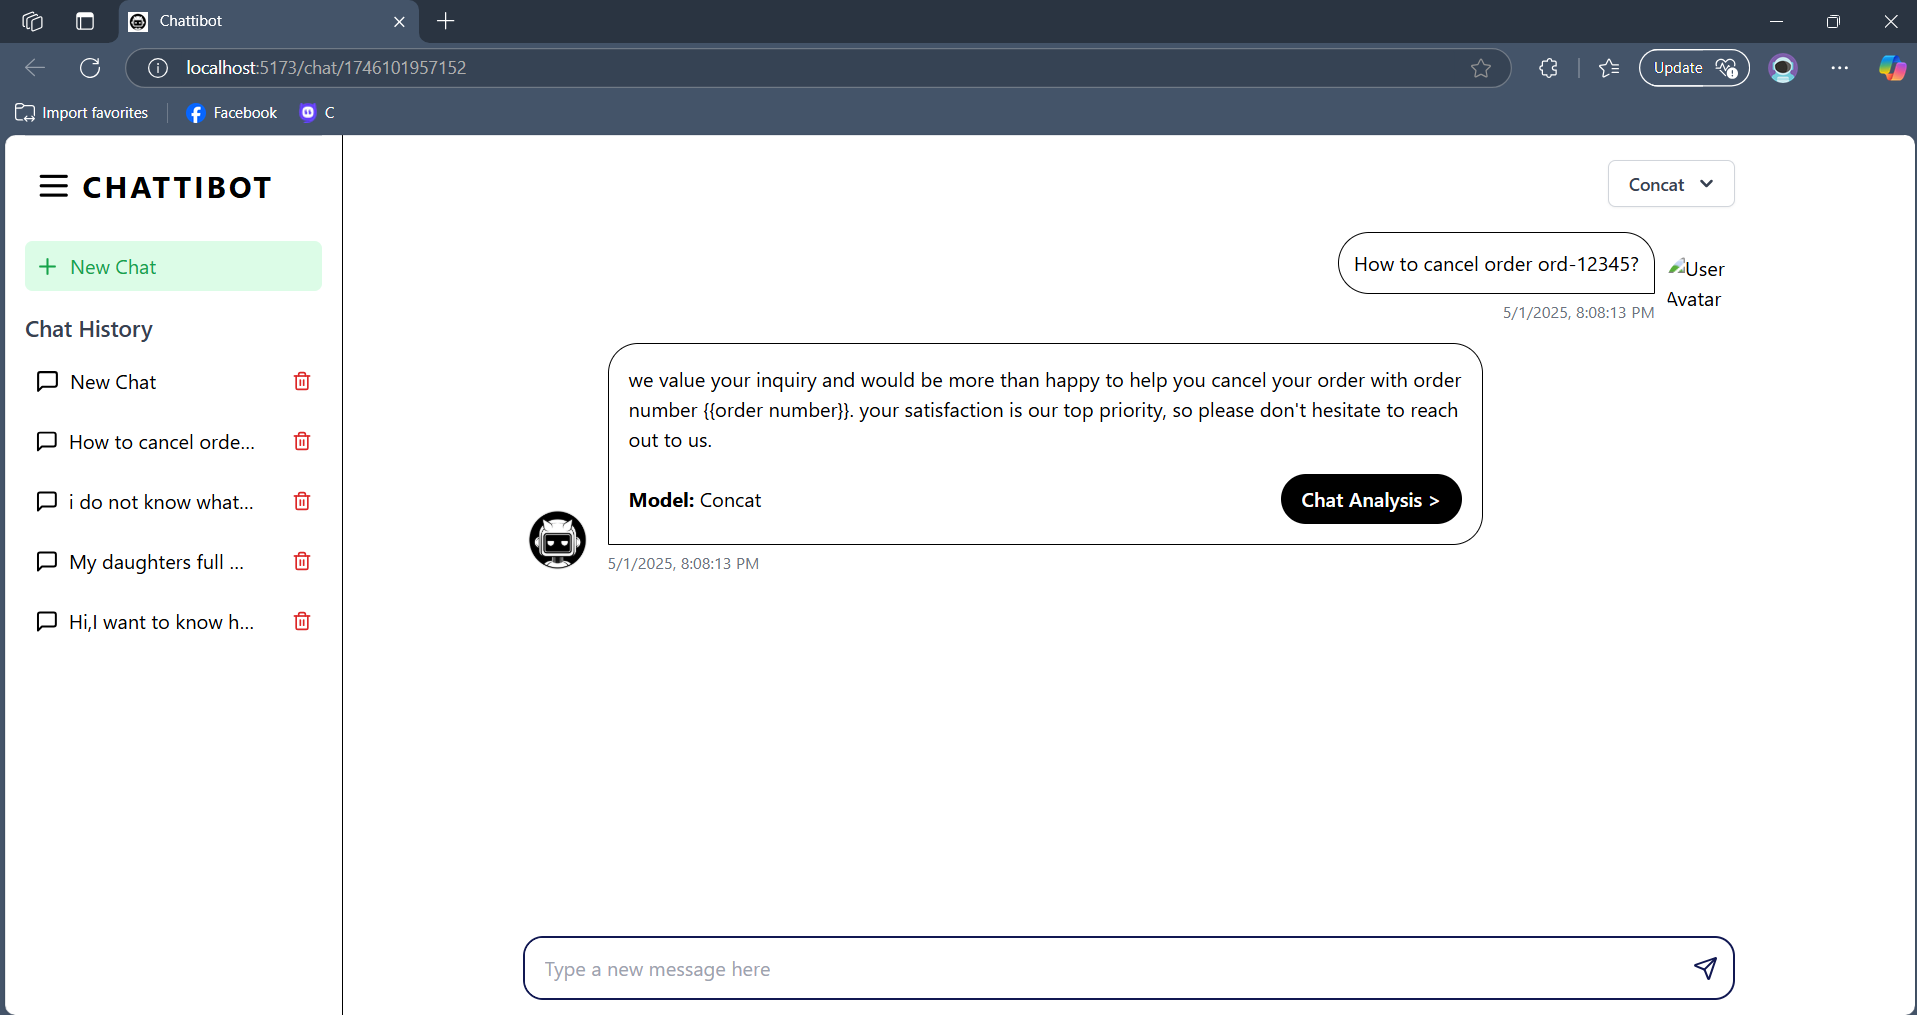 Chattibot
localhost:5173/chat/1746101957152
Update
Import favorites
Facebook
C
CHATTIBOT
New Chat
Chat History
New Chat
How to cancel orde...
i do not know what...
My daughters full ...
Hi,I want to know h...
Concat
How to cancel order ord-12345?
User
Avatar
5/1/2025, 8:08:13 PM
we value your inquiry and would be more than happy to help you cancel your order with order
number {{order number}}. your satisfaction is our top priority, so please don't hesitate to reach
out to us.
Model: Concat
Chat Analysis >
5/1/2025, 8:08:13 PM
Type a new message here